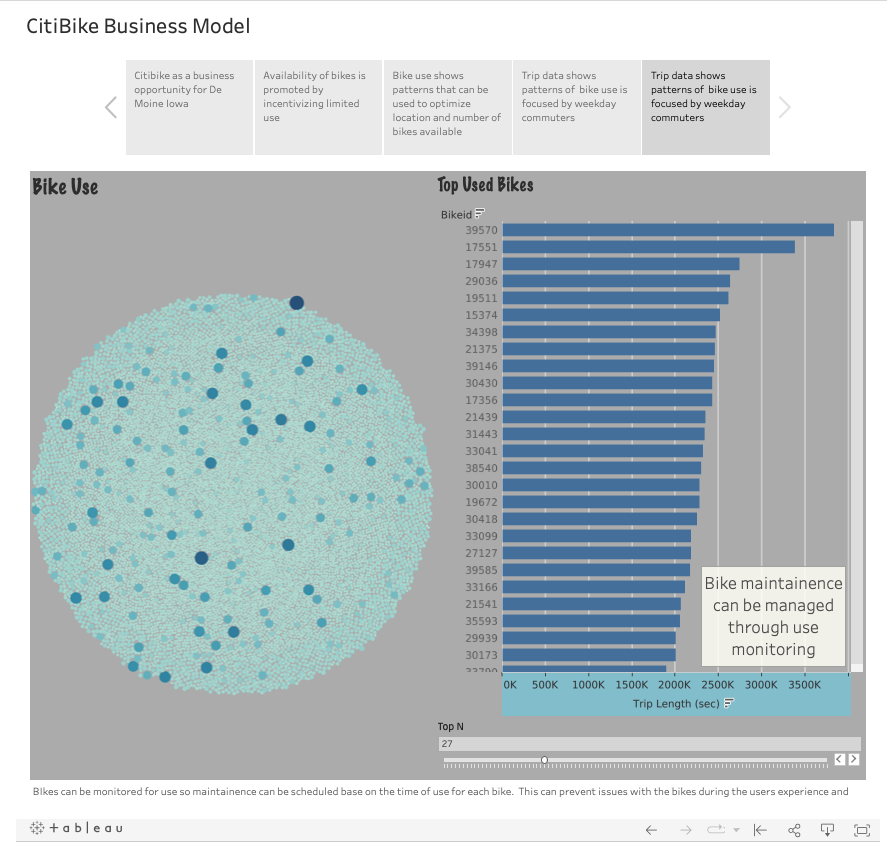 CitiBike Business Model
Citibike as a business
opportunity for De
Moine Iowa
Availability of bikes is
promoted by
incentivizing limited
use
Bike use shows
patterns that can be
used to optimize
location and number of
bikes available
Trip data shows
patterns of bike use is
focused by weekday
commuters
Trip data shows
patterns of bike use is
focused by weekday
commuters
Bike Use
Top Used Bikes
Bikeid
39570
17551
17947
29036
19511
15374
34398
21375
39146
30430
17356
21439
31443
33041
38540
30010
19672
30418
33099
27127
39585
33166
21541
35593
29939
30173
Bike maintainence
can be managed
through use
monitoring
0K 500K 1000K 1500K 2000K 2500K 3000K 3500K
Trip Length (sec)
Top N
27
BIkes can be monitored for use so maintainence can be scheduled base on the time of use for each bike. This can prevent issues with the bikes during the users experience and
+ableau